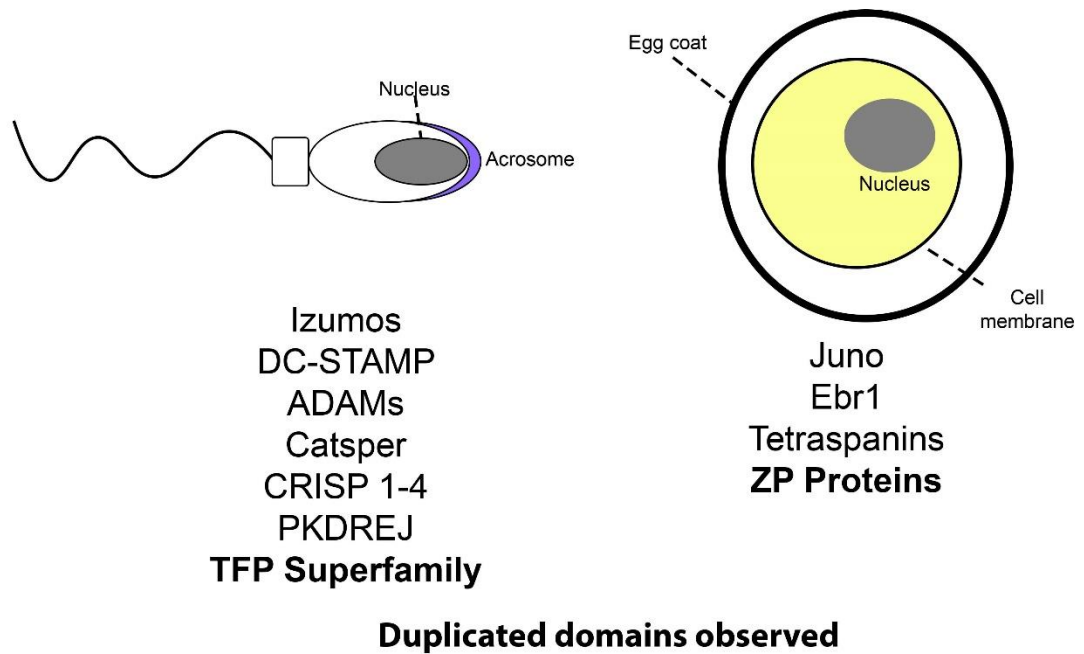 Nucleus
Acrosome
Izumos
DC-STAMP
ADAMs
Catsper
CRISP 1-4
PKDREJ
TFP Superfamily
Egg coat
Nucleus
Cell
membrane
Juno
Ebr1
Tetraspanins
ZP Proteins
Duplicated domains observed